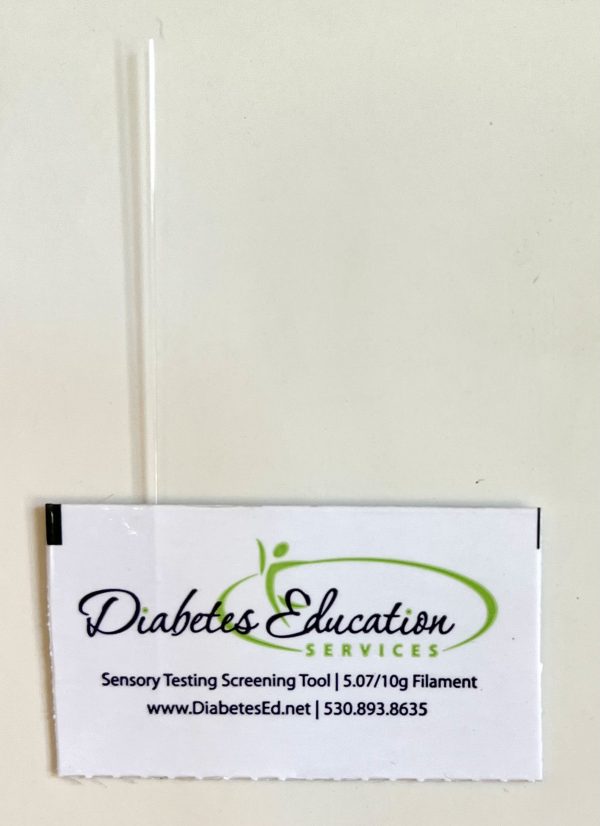 Diabetes Education
SERVICES
Sensory Testing Screening Tool | 5.07/10g Filament
www.DiabetesEd.net | 530.893.8635